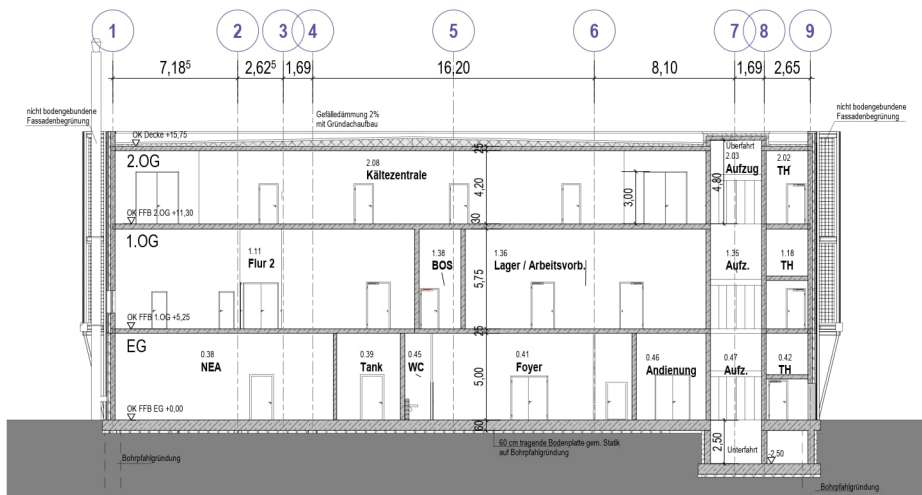 1 2 3 4 5 6 7 8 9
7,18⁵ 2,62⁵ 1,69 16,20 8,10 1,69 2,65
nicht bodengebundene
Fassadenbegrünung
Gefälledämmung 2%
mit Gründachaufbau
nicht bodengebundene
Fassadenbegrünung
OK Decke +15,75
25
Überfahrt
2.OG
2.08
Kältezentrale
4,20
3,00
2.03
Aufzug
4,80
2.02
TH
OK FFB 2.OG +11,30
30
1.OG
1.11
Flur 2
1.38
BOS
1.36
Lager / Arbeitsvorb.
5,75
1.35
Aufz.
1.18
TH
OK FFB 1.OG +5,25
25
EG
0.38
NEA
0.39
Tank
0.45
WC
0.41
Foyer
5,00
0.46
Andienung
0.47
Aufz.
0.42
TH
OK FFB EG +0,00
60
60 cm tragende Bodenplatte gem. Statik
auf Bohrpfahlgründung
2,50
Unterfahrt
-2,50
Bohrpfahlgründung
Bohrpfahlgründung